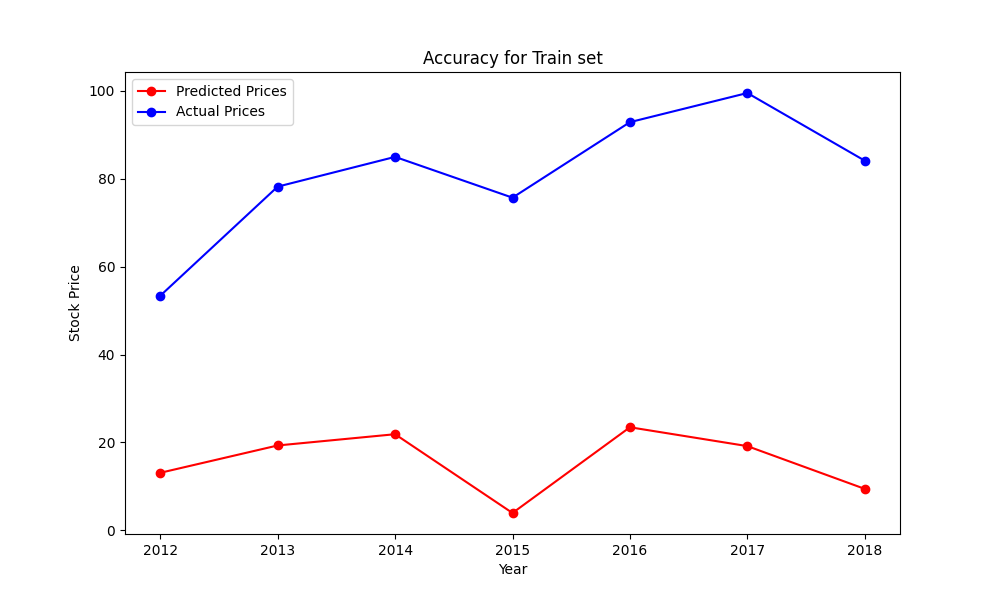 Accuracy for Train set
Predicted Prices
Actual Prices
100
80
60
40
20
0
Stock Price
2012 2013 2014 2015 2016 2017 2018
Year